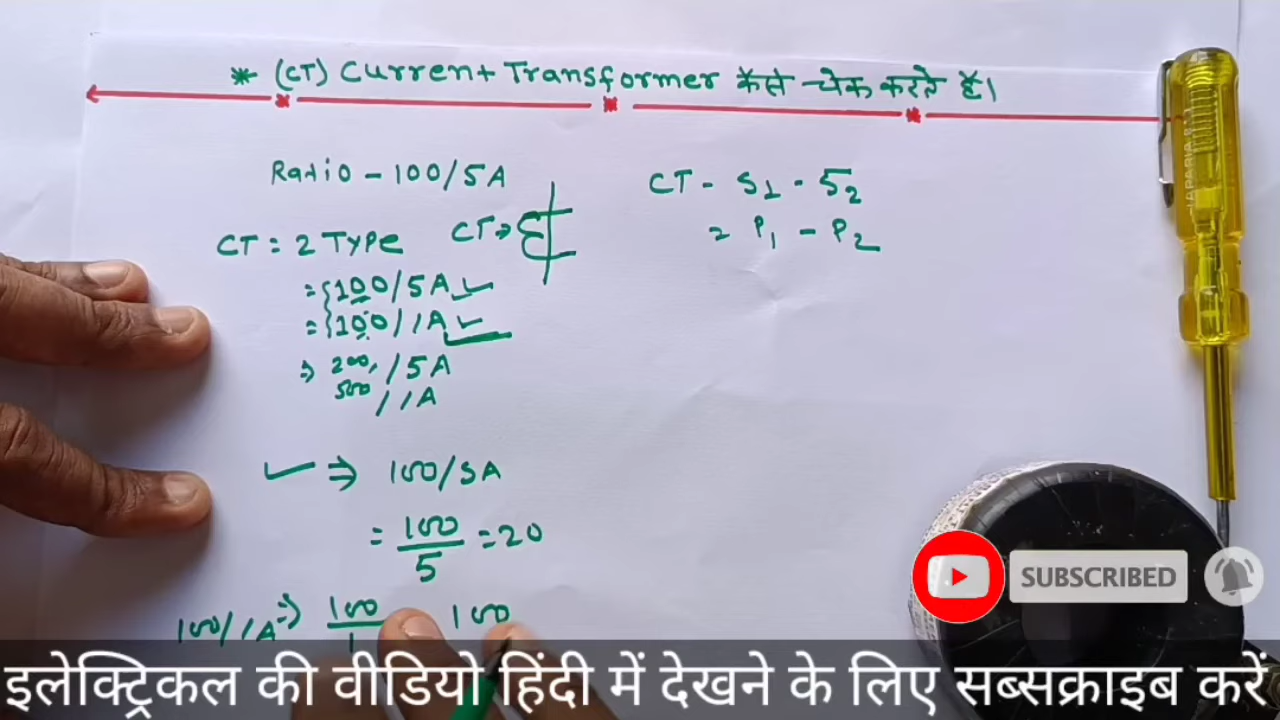 * (CT) Current Transformer कैसे चेक करते हैं।
Ratio - 100/5A
CT = 2 TYPE CT→
= {100/5A ✓
= {100/1A ✓
⇒ 200, /5A
500 //A
✓ ⇒ 100/5A
= 100/5 = 20
100/1A ⇒ 100/1 100
CT - S1 - S2
= P1 - P2
SUBSCRIBED
इलेक्ट्रिकल की वीडियो हिंदी में देखने के लिए सब्सक्राइब करें